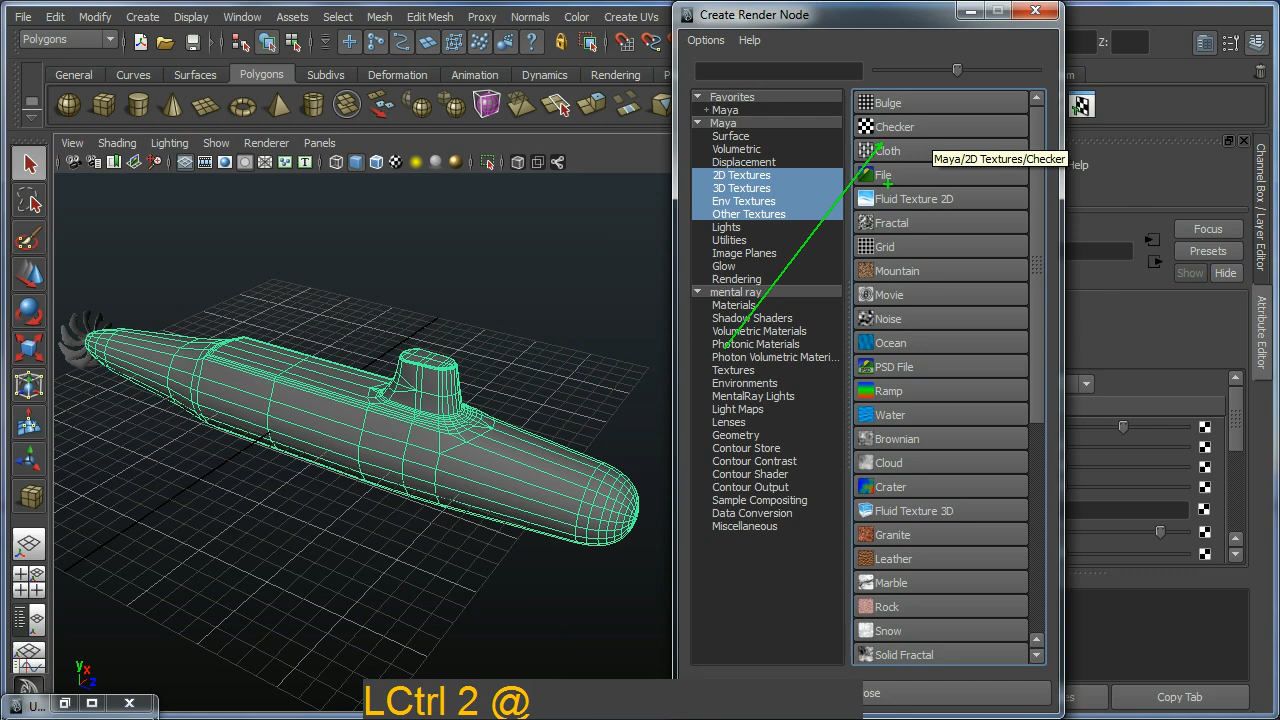 File Edit Modify Create Display Window Assets Select Mesh Edit Mesh Proxy Normals Color Create UVs
Polygons
Z:
General Curves Surfaces Polygons Subdivs Deformation Animation Dynamics Rendering
View Shading Lighting Show Renderer Panels
Create Render Node
Options Help
Favorites
+ Maya
Maya
Surface
Volumetric
Displacement
2D Textures
3D Textures
Env Textures
Other Textures
Lights
Utilities
Image Planes
Glow
Rendering
mental ray
Materials
Shadow Shaders
Volumetric Materials
Photonic Materials
Photon Volumetric Materi...
Textures
Environments
MentalRay Lights
Light Maps
Lenses
Geometry
Contour Store
Contour Contrast
Contour Shader
Contour Output
Sample Compositing
Data Conversion
Miscellaneous
Bulge
Checker
Cloth
File
Fluid Texture 2D
Fractal
Grid
Mountain
Movie
Noise
Ocean
PSD File
Ramp
Water
Brownian
Cloud
Crater
Fluid Texture 3D
Granite
Leather
Marble
Rock
Snow
Solid Fractal
Maya/2D Textures/Checker
Help
Focus
Presets
Show Hide
Channel Box / Layer Editor
Attribute Editor
Copy Tab
y
x
z
U...
LCtrl 2 @